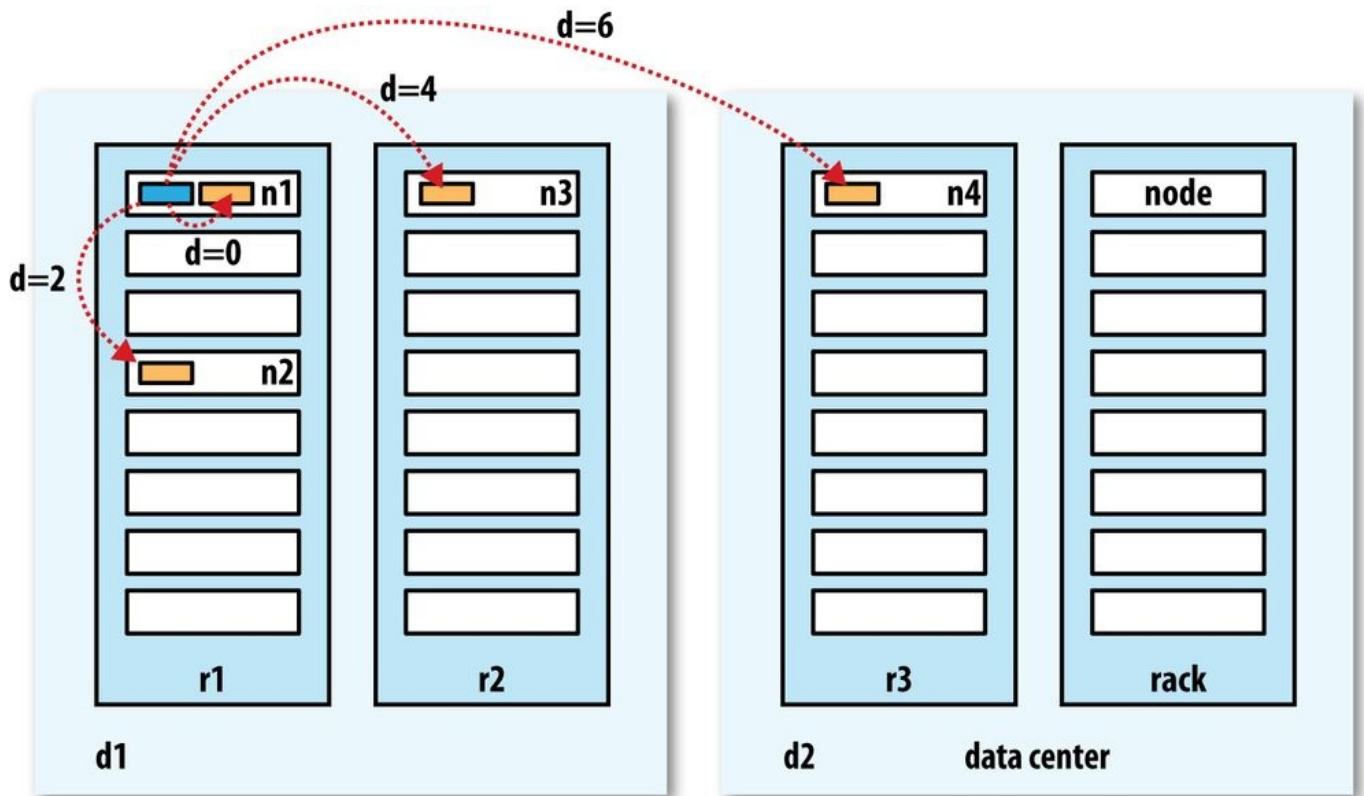 d=6
d=4
n1
n3
n4
node
d=0
d=2
n2
r1
r2
r3
rack
d1
d2
data center